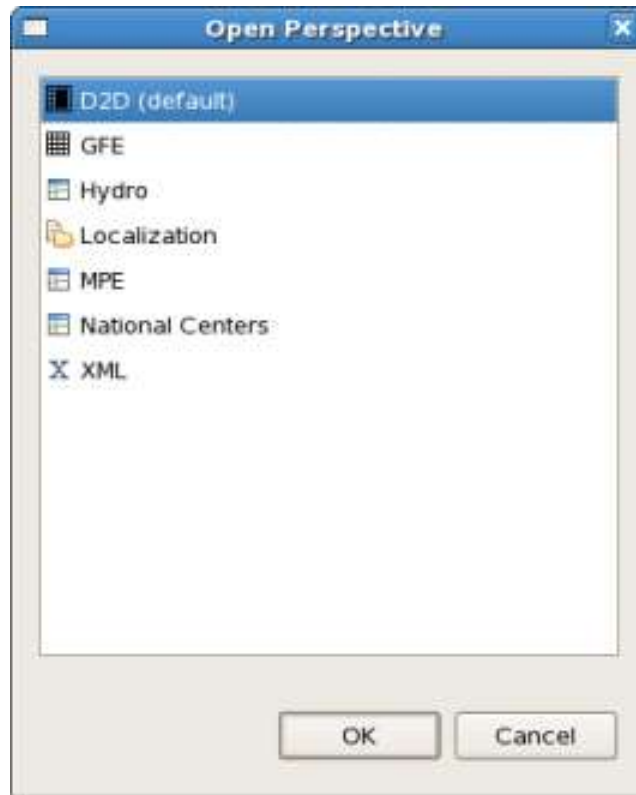 Open Perspective
D2D (default)
GFE
Hydro
Localization
MPE
National Centers
XML
OK
Cancel